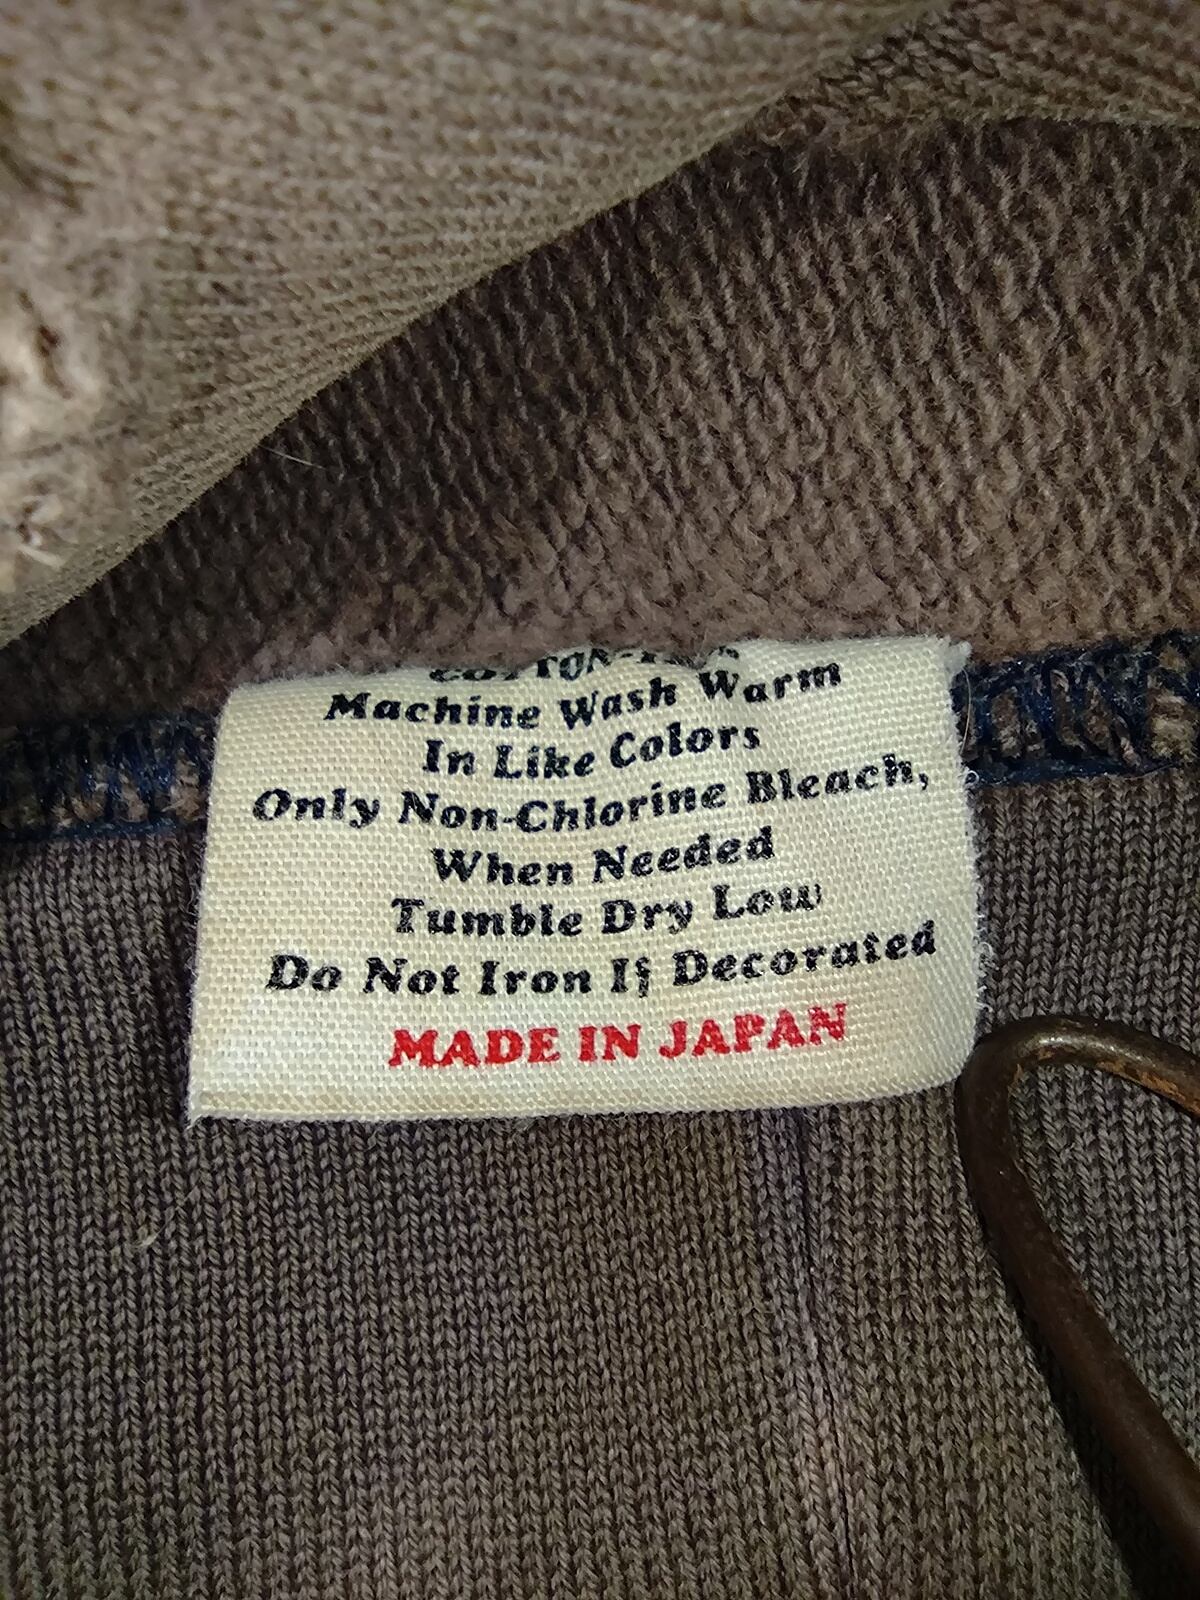 Machine Wash Warm
In Like Colors
Only Non-Chlorine Bleach,
When Needed
Tumble Dry Low
Do Not Iron If Decorated
MADE IN JAPAN